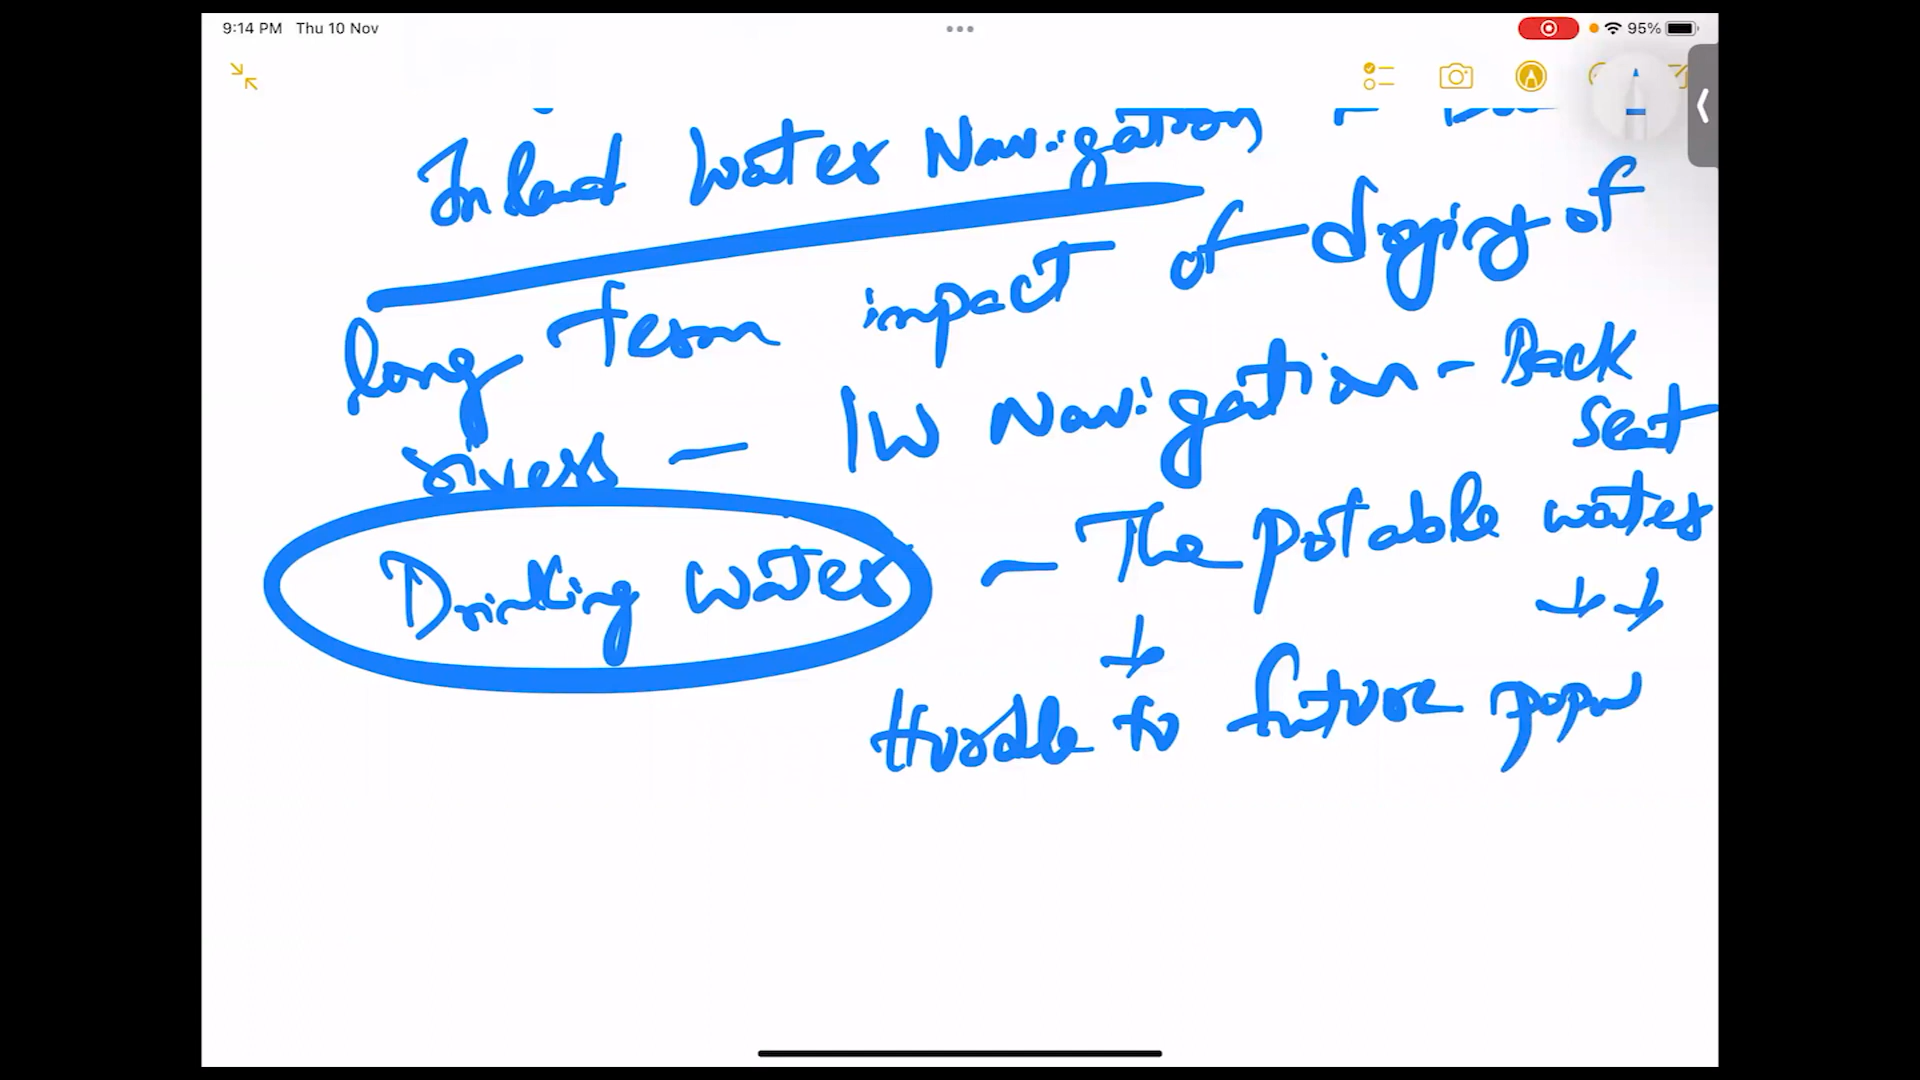 9:14 PM Thu 10 Nov
95%
Inland Water Navigation
long term impact of drying of
rivers — IW Navigation - Back
seat
Drinking water — The potable water
Hurdle to future popu